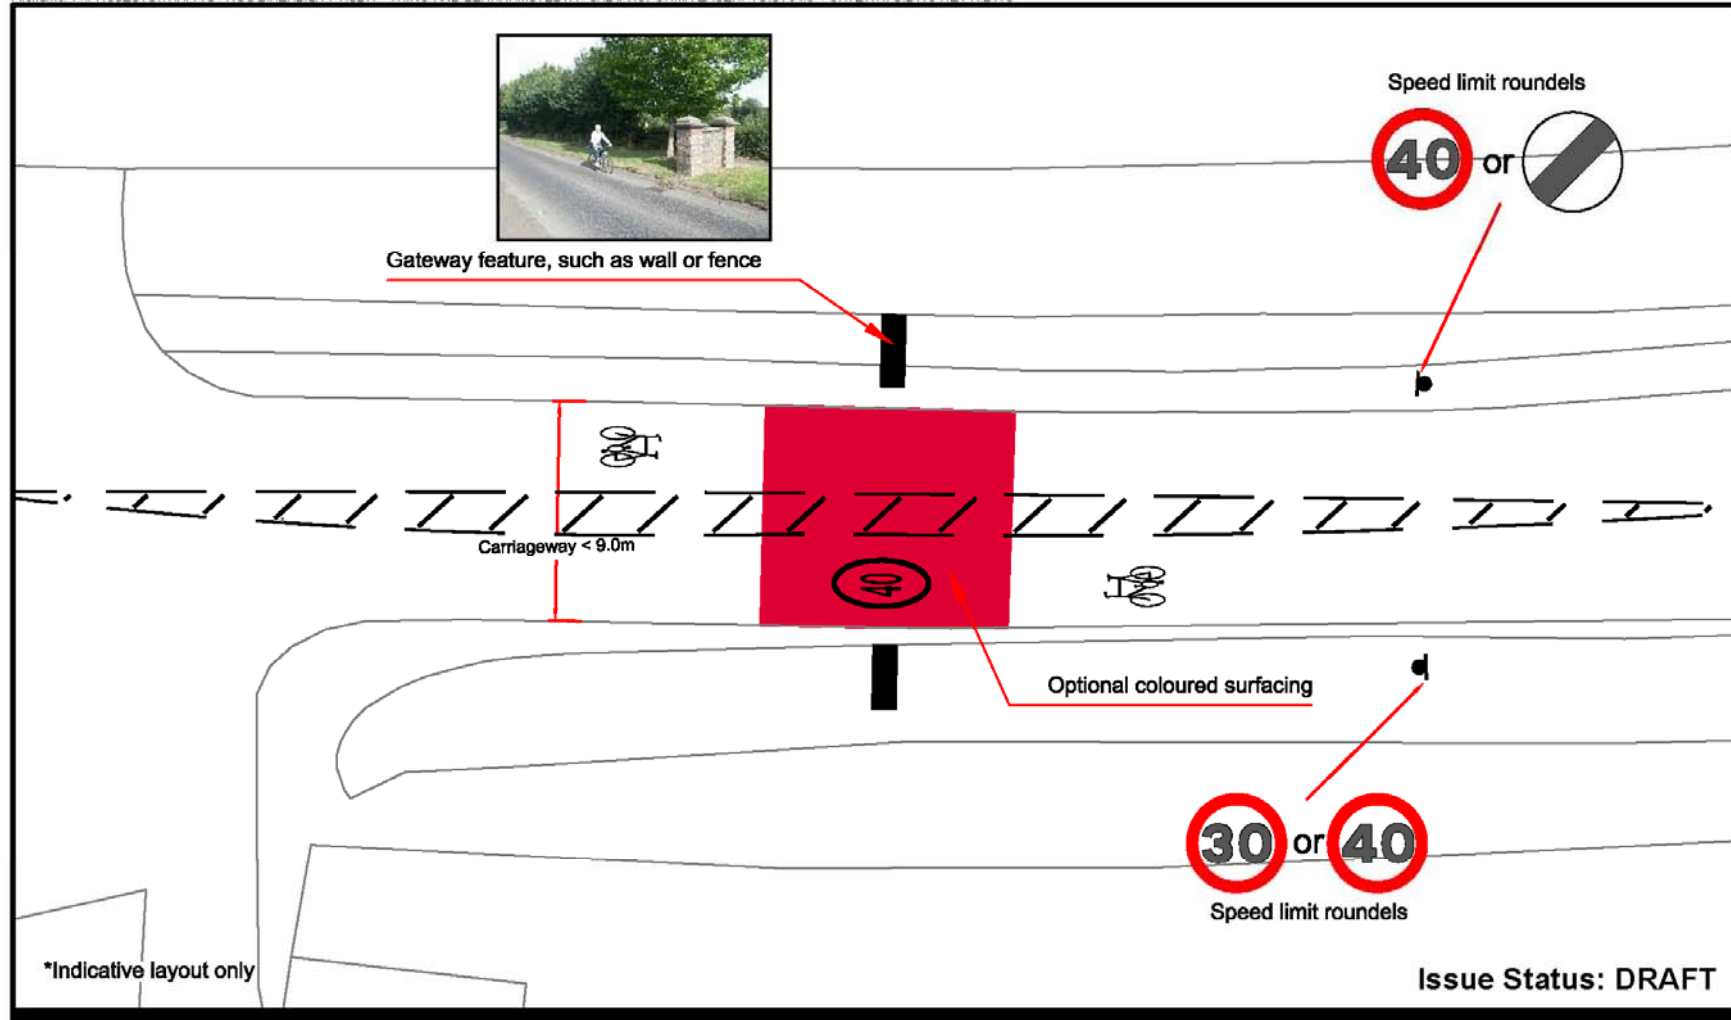 Speed limit roundels
40 or
Gateway feature, such as wall or fence
Carriageway < 9.0m
40
Optional coloured surfacing
30 or 40
Speed limit roundels
*Indicative layout only
Issue Status: DRAFT